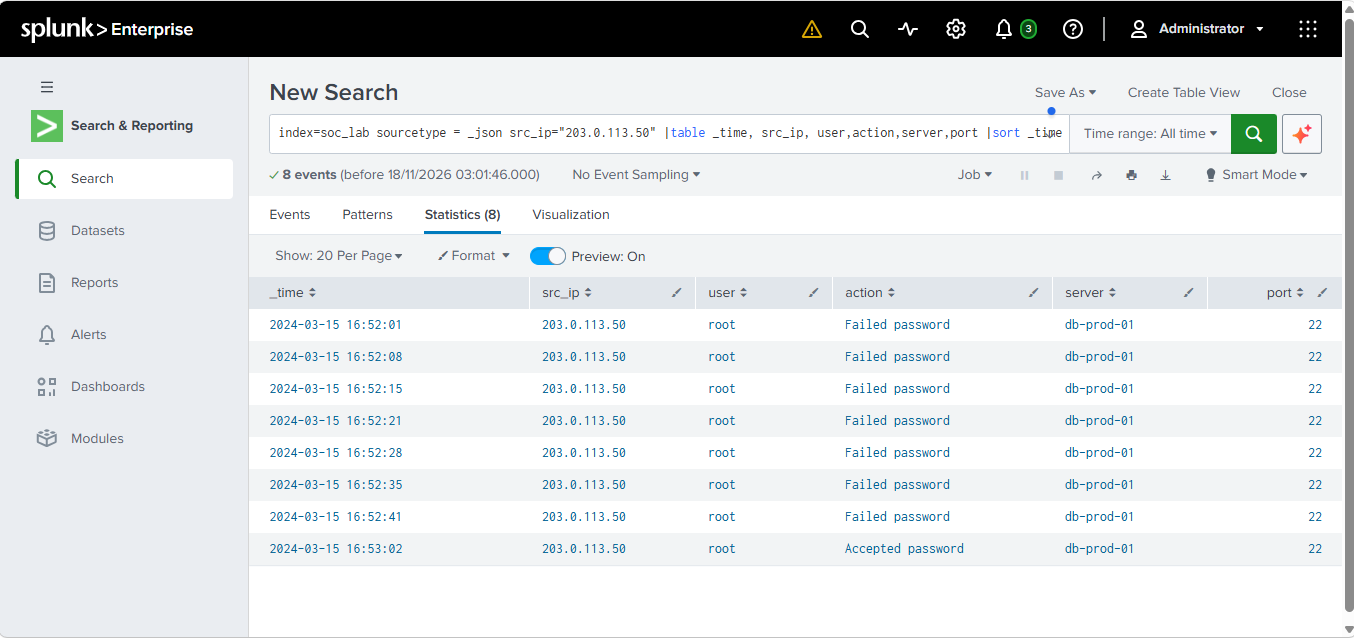 splunk> Enterprise
3
Administrator
Search & Reporting
Search
Datasets
Reports
Alerts
Dashboards
Modules
New Search
Save As
Create Table View
Close
index=soc_lab sourcetype = _json src_ip="203.0.113.50" |table _time, src_ip, user,action,server,port |sort _time
Time range: All time
8 events (before 18/11/2026 03:01:46.000)
No Event Sampling
Job
Smart Mode
Events Patterns Statistics (8) Visualization
Show: 20 Per Page
Format
Preview: On
_time src_ip user action server port
2024-03-15 16:52:01 203.0.113.50 root Failed password db-prod-01 22
2024-03-15 16:52:08 203.0.113.50 root Failed password db-prod-01 22
2024-03-15 16:52:15 203.0.113.50 root Failed password db-prod-01 22
2024-03-15 16:52:21 203.0.113.50 root Failed password db-prod-01 22
2024-03-15 16:52:28 203.0.113.50 root Failed password db-prod-01 22
2024-03-15 16:52:35 203.0.113.50 root Failed password db-prod-01 22
2024-03-15 16:52:41 203.0.113.50 root Failed password db-prod-01 22
2024-03-15 16:53:02 203.0.113.50 root Accepted password db-prod-01 22